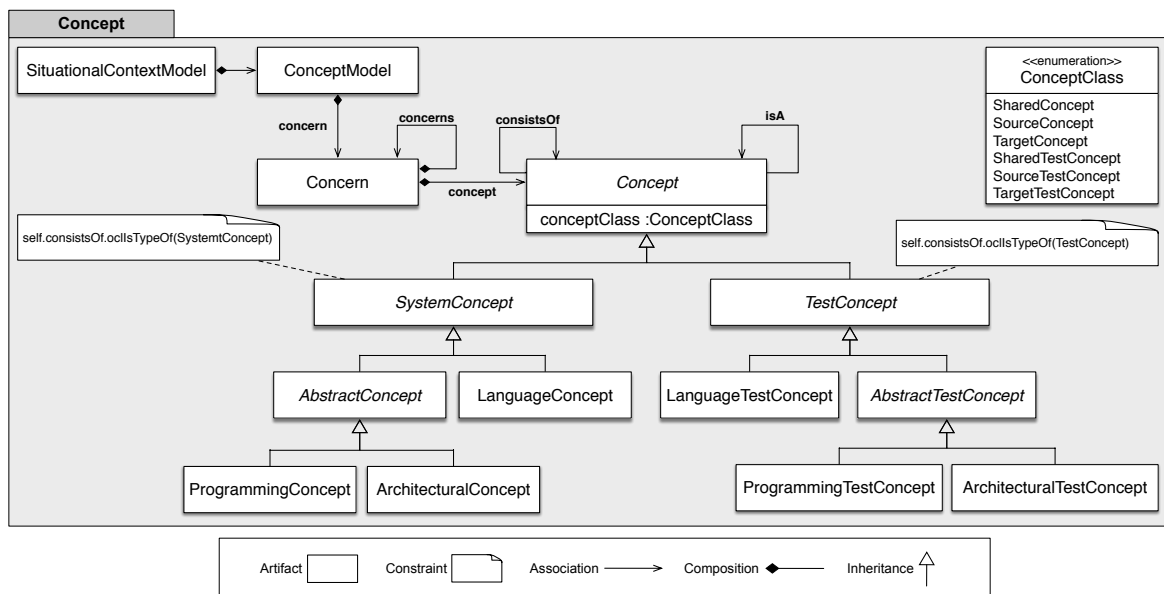 Concept
SituationalContextModel
ConceptModel
<<enumeration>>
ConceptClass
SharedConcept
SourceConcept
TargetConcept
SharedTestConcept
SourceTestConcept
TargetTestConcept
concern
concerns
consistsOf
isA
Concern
concept
Concept
conceptClass :ConceptClass
self.consistsOf.oclIsTypeOf(SystemtConcept)
self.consistsOf.oclIsTypeOf(TestConcept)
SystemConcept
TestConcept
AbstractConcept
LanguageConcept
LanguageTestConcept
AbstractTestConcept
ProgrammingConcept
ArchitecturalConcept
ProgrammingTestConcept
ArchitecturalTestConcept
Artifact
Constraint
Association
Composition
Inheritance